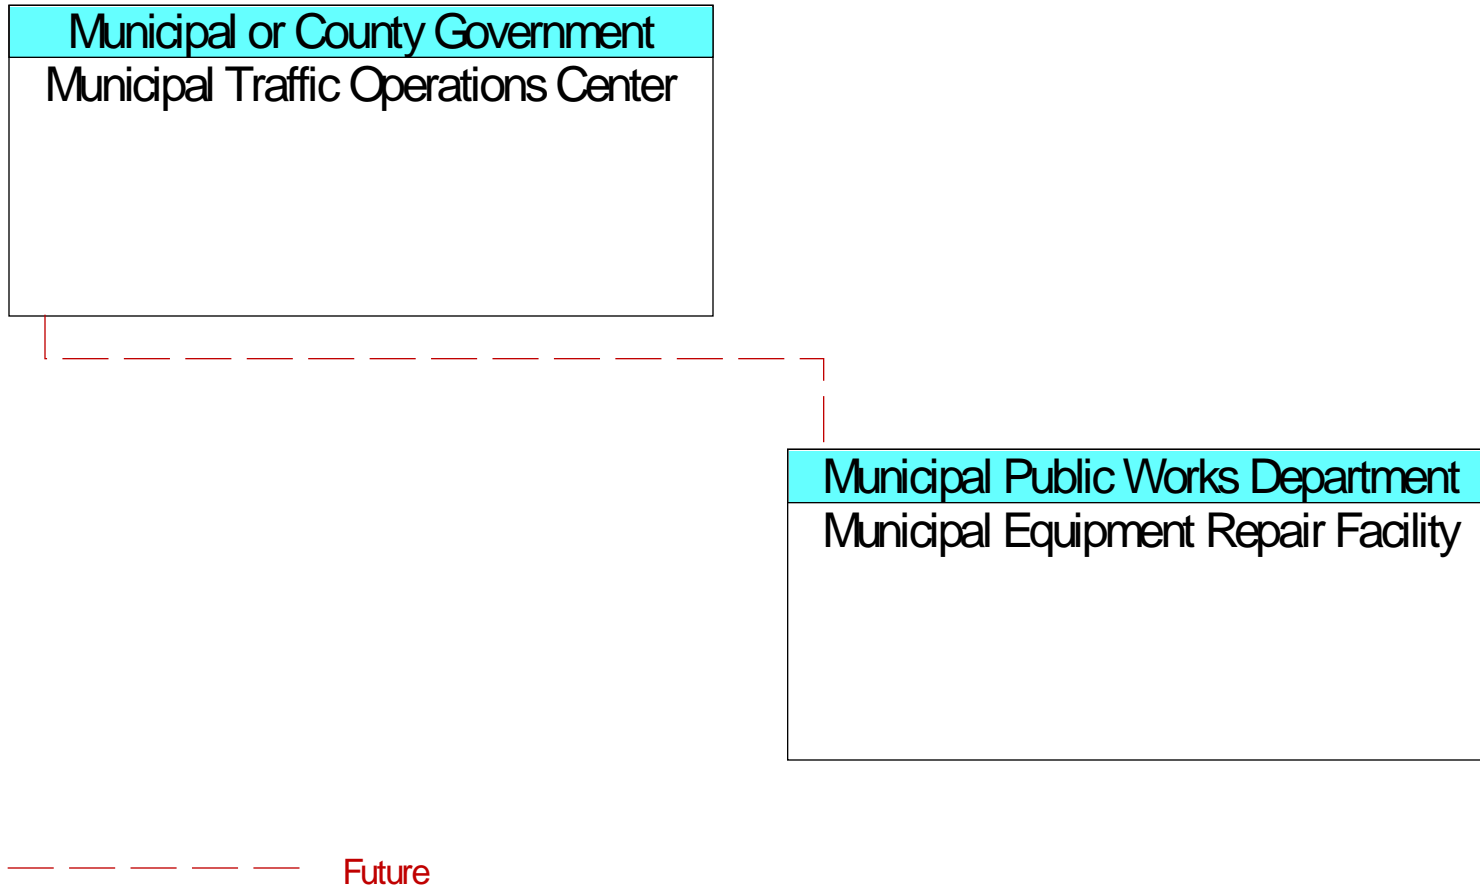 Municipal or County Government
Municipal Traffic Operations Center
Municipal Public Works Department
Municipal Equipment Repair Facility
Future